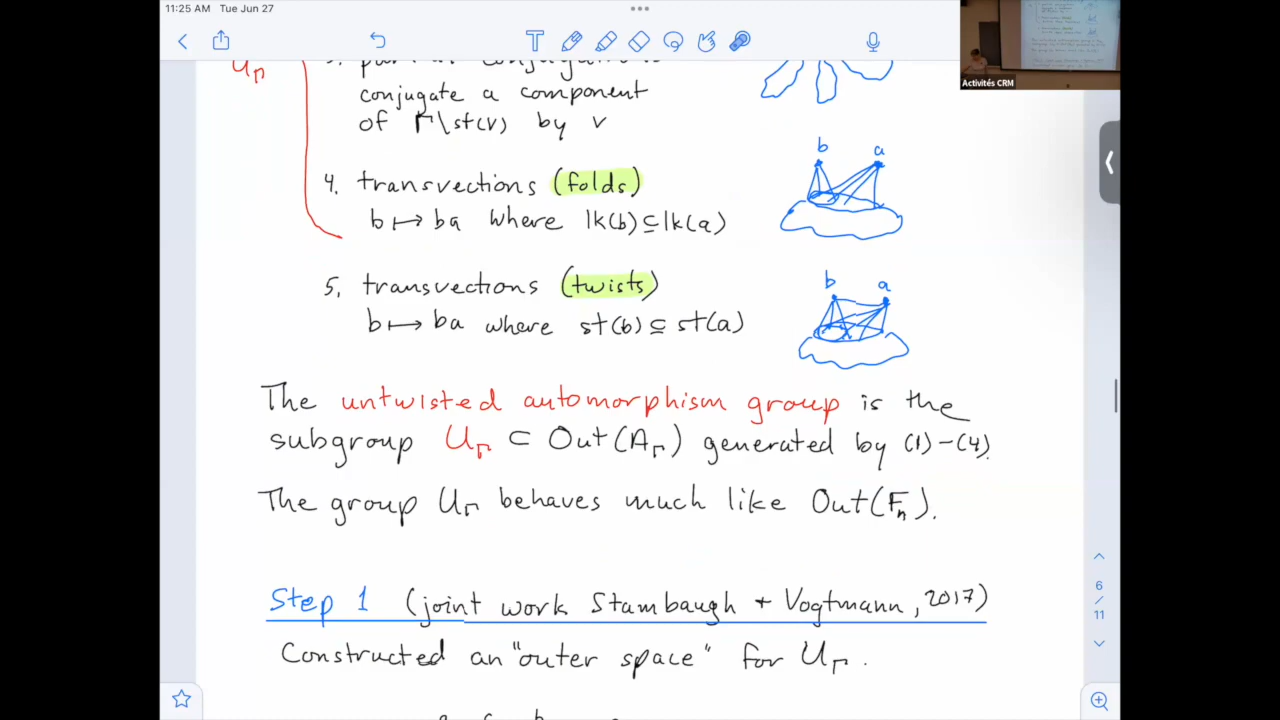 11:25 AM Tue Jun 27
Activités CRM
U_Γ
conjugate a component
of Γ\st(v) by v
b a
4. transvections (folds)
b ↦ ba where lk(b) ⊆ lk(a)
b a
5. transvections (twists)
b ↦ ba where st(b) ⊆ st(a)
The untwisted automorphism group is the
subgroup U_Γ ⊂ Out(A_Γ) generated by (1)-(4).
The group U_Γ behaves much like Out(F_n).
Step 1 (joint work Stambaugh + Vogtmann, 2017)
Constructed an "outer space" for U_Γ.
6
/
11